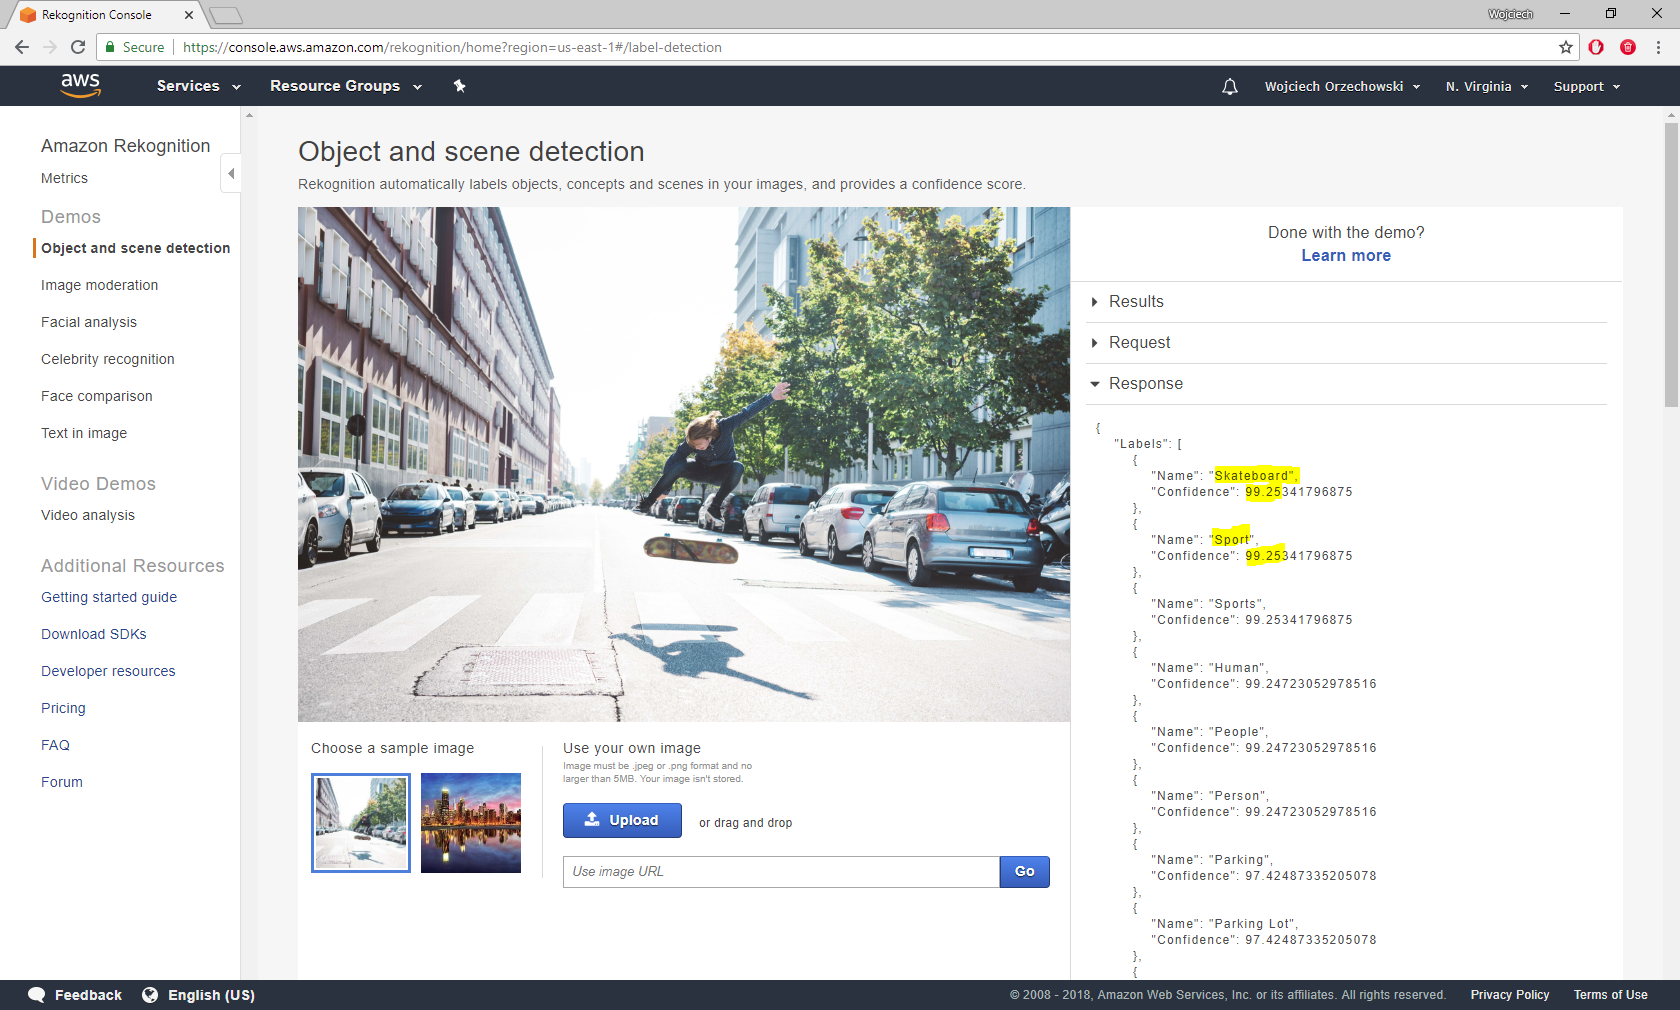 Rekognition Console
Wojciech
Secure
https://console.aws.amazon.com/rekognition/home?region=us-east-1#/label-detection
aws
Services
Resource Groups
Wojciech Orzechowski
N. Virginia
Support
Amazon Rekognition
Metrics
Demos
Object and scene detection
Image moderation
Facial analysis
Celebrity recognition
Face comparison
Text in image
Video Demos
Video analysis
Additional Resources
Getting started guide
Download SDKs
Developer resources
Pricing
FAQ
Forum
Object and scene detection
Rekognition automatically labels objects, concepts and scenes in your images, and provides a confidence score.
Choose a sample image
Use your own image
Image must be .jpeg or .png format and no
larger than 5MB. Your image isn't stored.
Upload
or drag and drop
Use image URL
Go
Done with the demo?
Learn more
Results
Request
Response
{
"Labels": [
{
"Name": "Skateboard",
"Confidence": 99.25341796875
},
{
"Name": "Sport",
"Confidence": 99.25341796875
},
{
"Name": "Sports",
"Confidence": 99.25341796875
},
{
"Name": "Human",
"Confidence": 99.24723052978516
},
{
"Name": "People",
"Confidence": 99.24723052978516
},
{
"Name": "Person",
"Confidence": 99.24723052978516
},
{
"Name": "Parking",
"Confidence": 97.42487335205078
},
{
"Name": "Parking Lot",
"Confidence": 97.42487335205078
},
{
Feedback
English (US)
© 2008 - 2018, Amazon Web Services, Inc. or its affiliates. All rights reserved.
Privacy Policy
Terms of Use